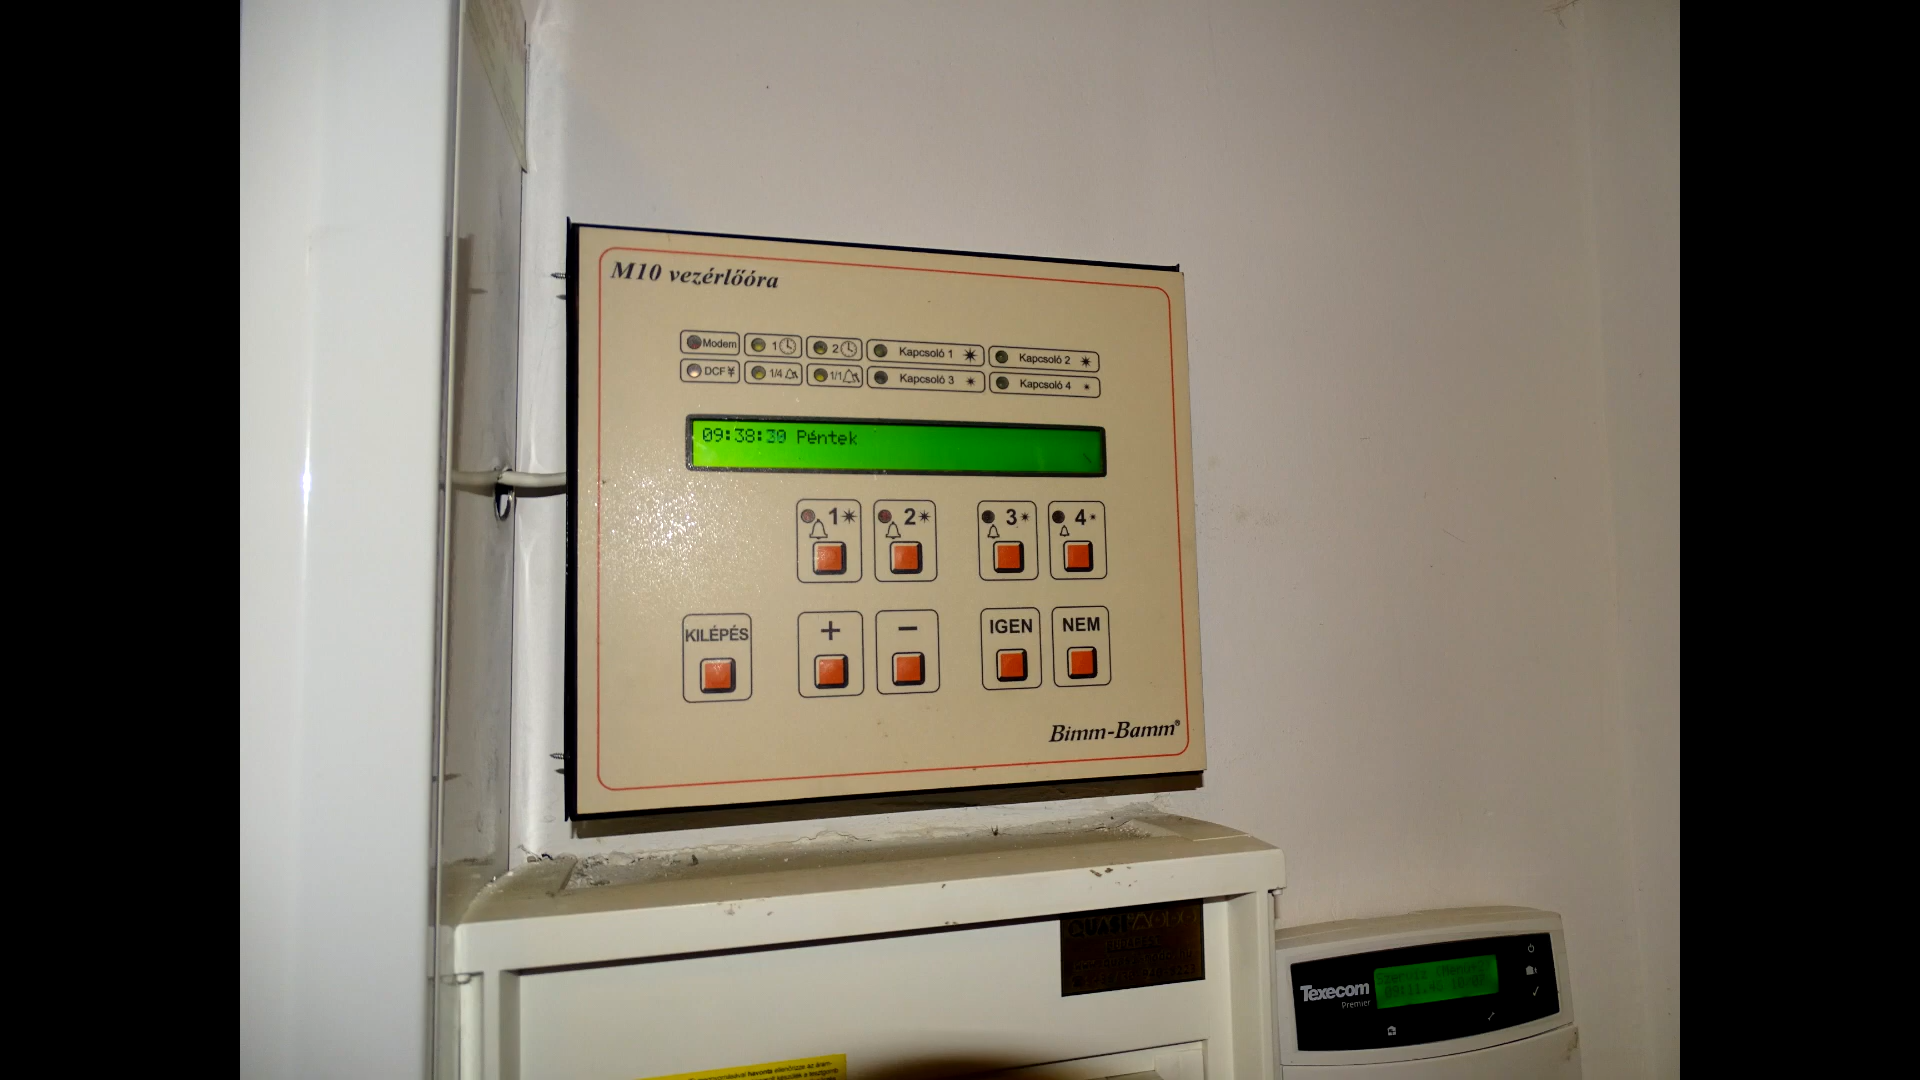 M10 vezérlőóra
Modem 1 2 Kapcsoló 1 Kapcsoló 2
DCF 1/4 1/1 Kapcsoló 3 Kapcsoló 4
09:38:30 Péntek
1 2 3 4
KILÉPÉS + - IGEN NEM
Bimm-Bamm®
Texecom
Premier